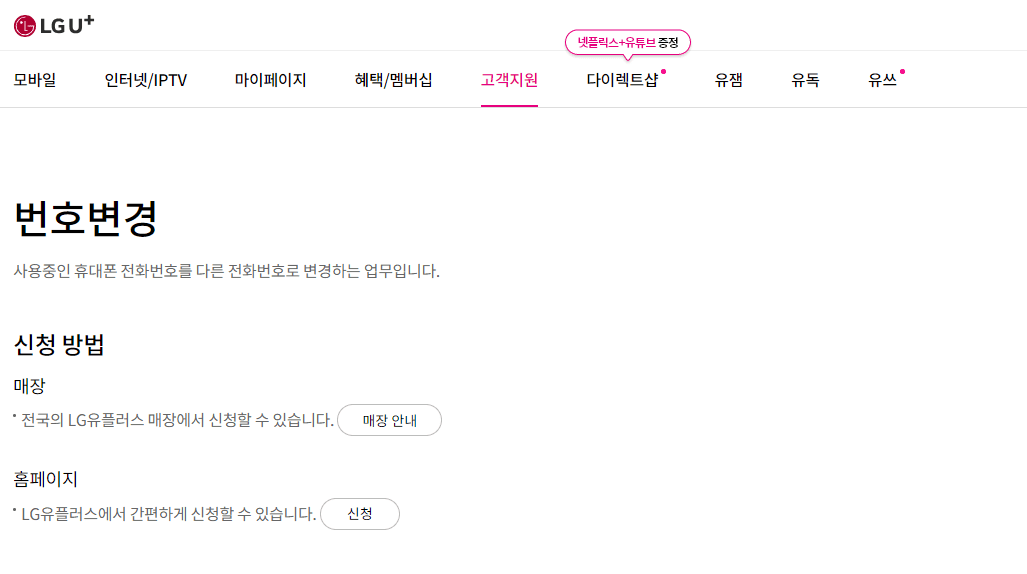 LG U+
넷플릭스+유튜브 증정
모바일 인터넷/IPTV 마이페이지 혜택/멤버십 고객지원 다이렉트샵 유잼 유독 유쓰
번호변경
사용중인 휴대폰 전화번호를 다른 전화번호로 변경하는 업무입니다.
신청 방법
매장
· 전국의 LG유플러스 매장에서 신청할 수 있습니다. 매장 안내
홈페이지
· LG유플러스에서 간편하게 신청할 수 있습니다. 신청